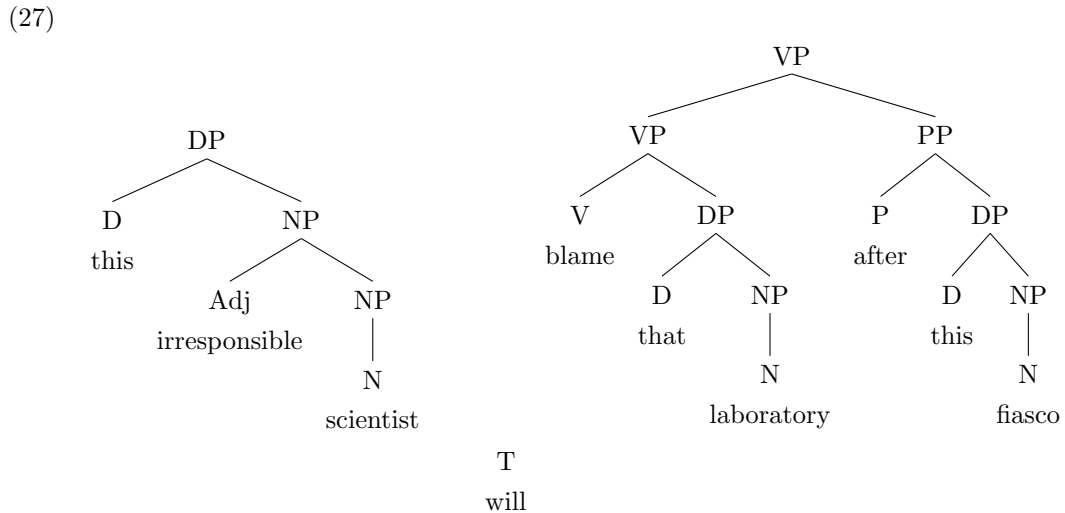 (27)
VP
DP
VP PP
D NP
V DP P DP
this
blame after
Adj NP
D NP D NP
irresponsible
that this
N
N N
scientist
laboratory fiasco
T
will